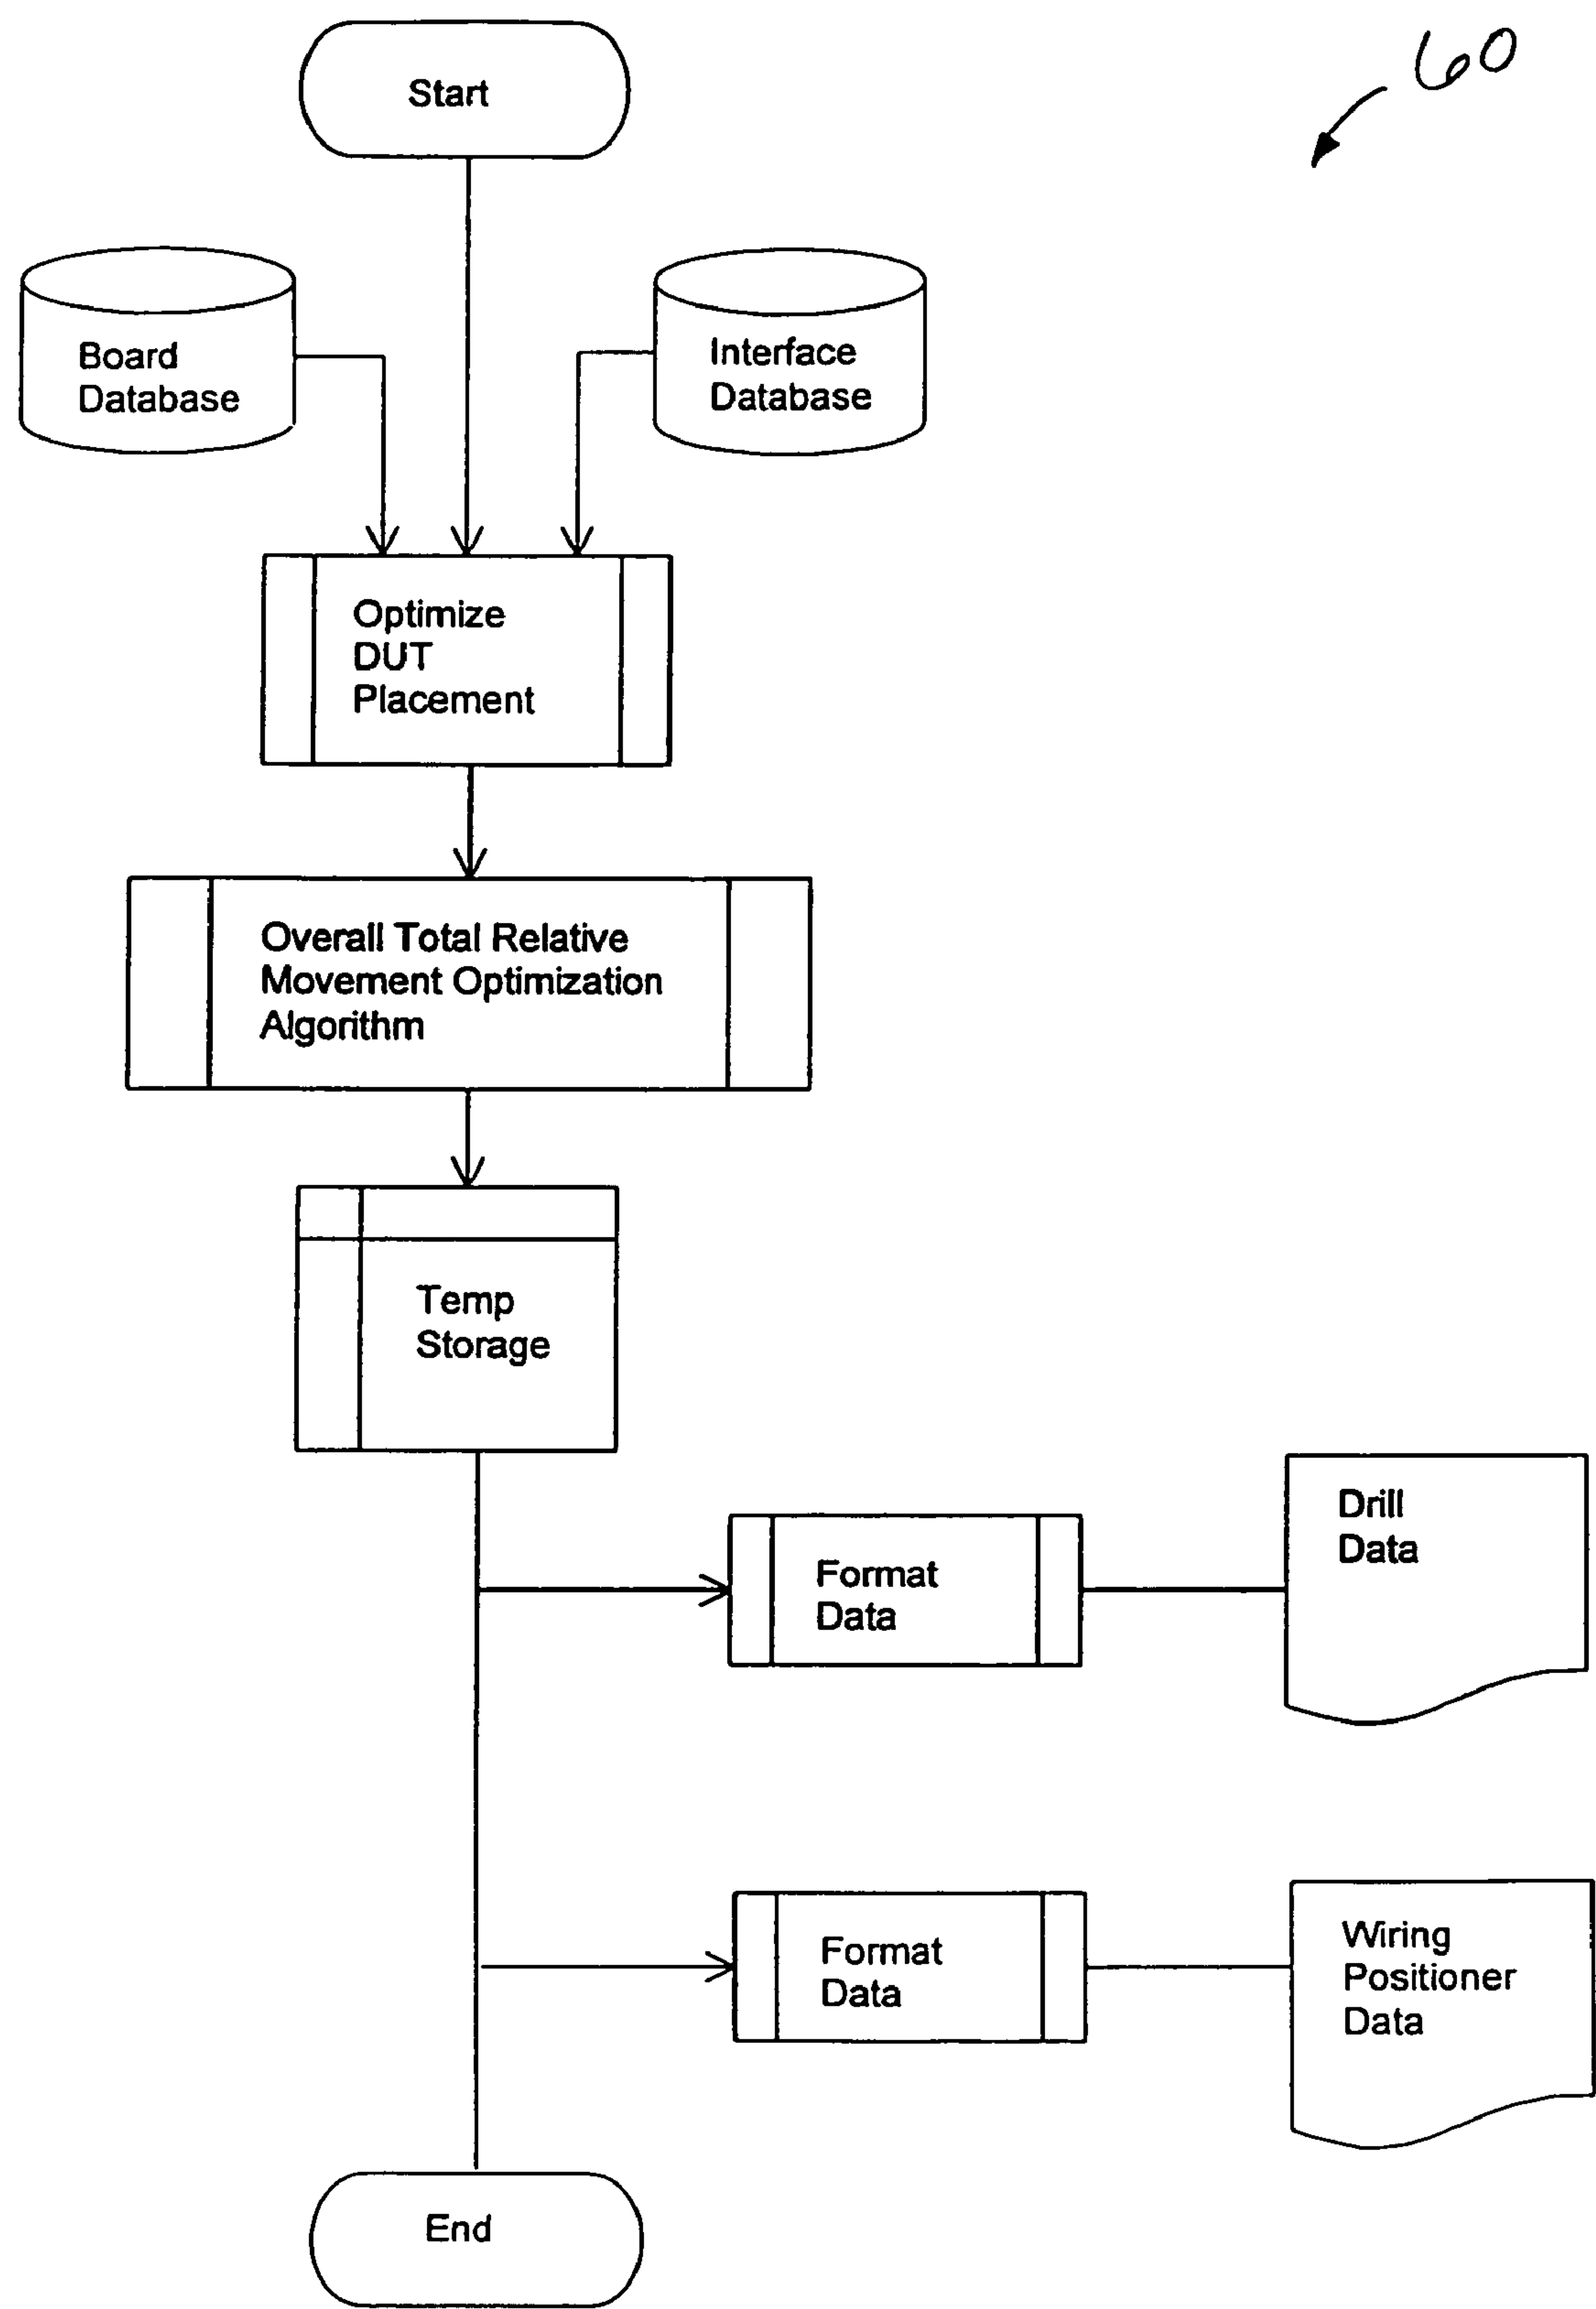 60
Start
Board
Database
Interface
Database
Optimize
DUT
Placement
Overall Total Relative
Movement Optimization
Algorithm
Temp
Storage
Drill
Data
Format
Data
Wiring
Positioner
Data
Format
Data
End